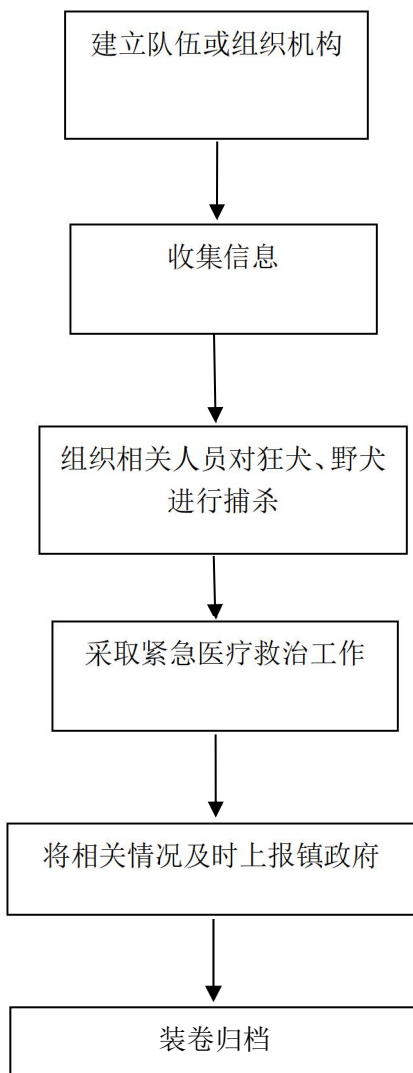 建立队伍或组织机构
收集信息
组织相关人员对狂犬、野犬
进行捕杀
采取紧急医疗救治工作
将相关情况及时上报镇政府
装卷归档